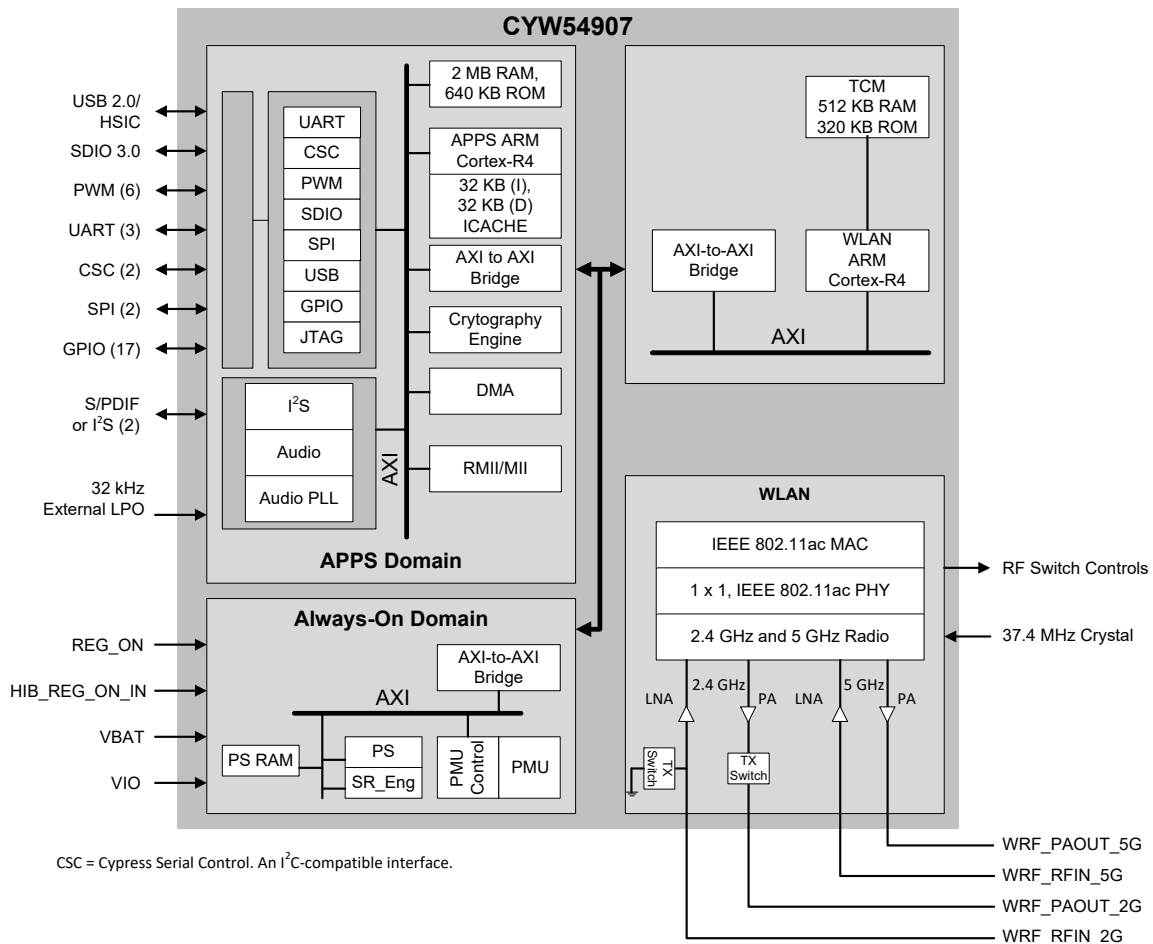 CYW54907
USB 2.0/
HSIC
SDIO 3.0
PWM (6)
UART (3)
CSC (2)
SPI (2)
GPIO (17)
S/PDIF
or I²S (2)
32 kHz
External LPO
UART
CSC
PWM
SDIO
SPI
USB
GPIO
JTAG
I²S
Audio
Audio PLL
AXI
2 MB RAM,
640 KB ROM
APPS ARM
Cortex-R4
32 KB (I),
32 KB (D)
ICACHE
AXI to AXI
Bridge
Crytography
Engine
DMA
RMII/MII
APPS Domain
TCM
512 KB RAM
320 KB ROM
AXI-to-AXI
Bridge
WLAN
ARM
Cortex-R4
AXI
Always-On Domain
REG_ON
HIB_REG_ON_IN
VBAT
VIO
AXI-to-AXI
Bridge
AXI
PS RAM
PS
SR_Eng
PMU
Control
PMU
WLAN
IEEE 802.11ac MAC
1 x 1, IEEE 802.11ac PHY
2.4 GHz and 5 GHz Radio
RF Switch Controls
37.4 MHz Crystal
LNA
2.4 GHz
PA
LNA
5 GHz
PA
TX
Switch
TX
Switch
WRF_PAOUT_5G
WRF_RFIN_5G
WRF_PAOUT_2G
WRF_RFIN_2G
CSC = Cypress Serial Control. An I²C-compatible interface.